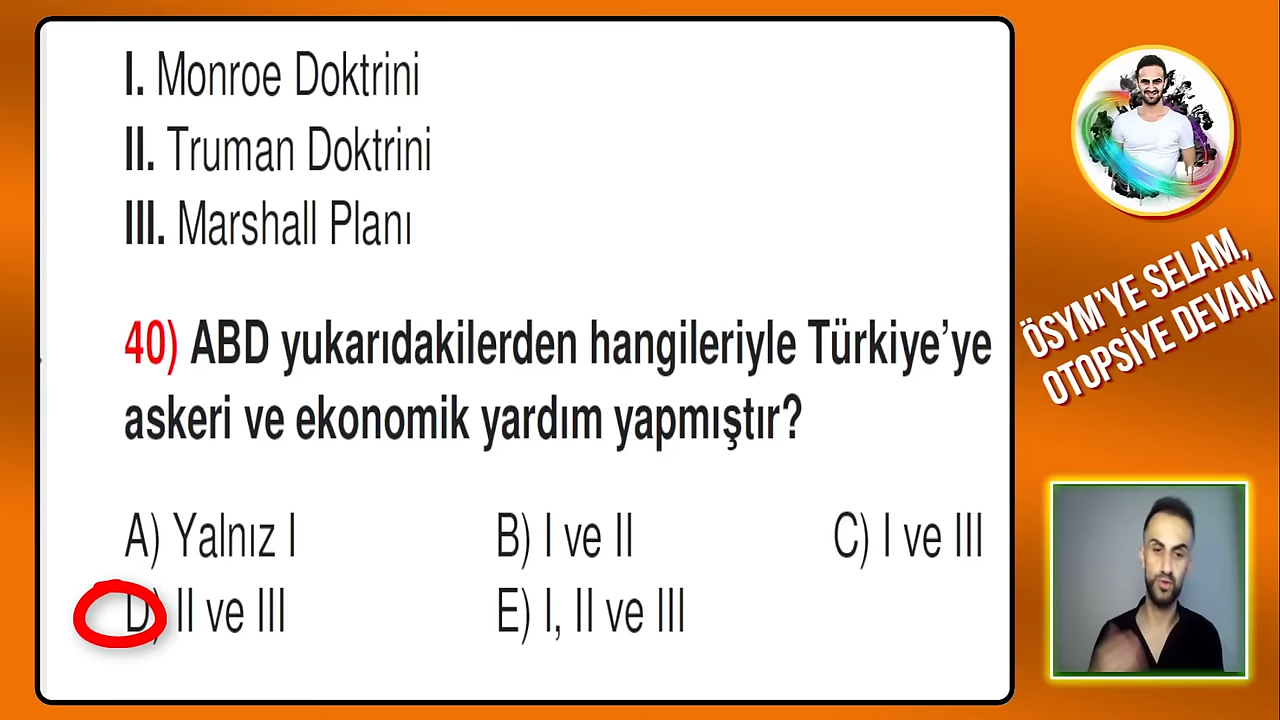 I. Monroe Doktrini
II. Truman Doktrini
III. Marshall Planı
40) ABD yukarıdakilerden hangileriyle Türkiye’ye
askeri ve ekonomik yardım yapmıştır?
A) Yalnız I B) I ve II C) I ve III
D) II ve III E) I, II ve III
ÖSYM’YE SELAM,
OTOPSİYE DEVAM